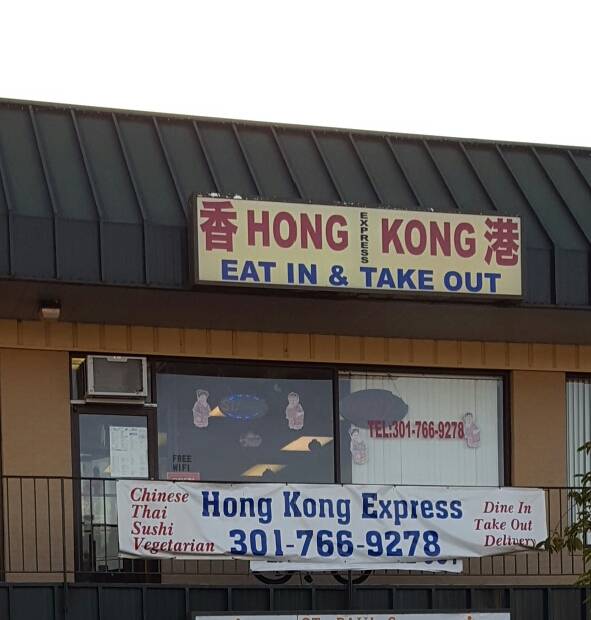 香 HONG EXPRESS KONG 港
EAT IN & TAKE OUT
TEL:301-766-9278
FREE
WIFI
OPEN
Chinese
Thai
Sushi
Vegetarian
Hong Kong Express
301-766-9278
Dine In
Take Out
Delivery